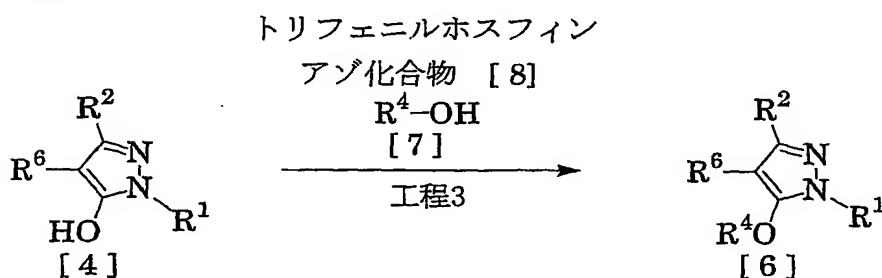 トリフェニルホスフィン
アゾ化合物 [8]
R⁴-OH
[7]
工程3
R²
R⁶
N
N
HO
R¹
[4]
R²
R⁶
N
N
R⁴O
R¹
[6]